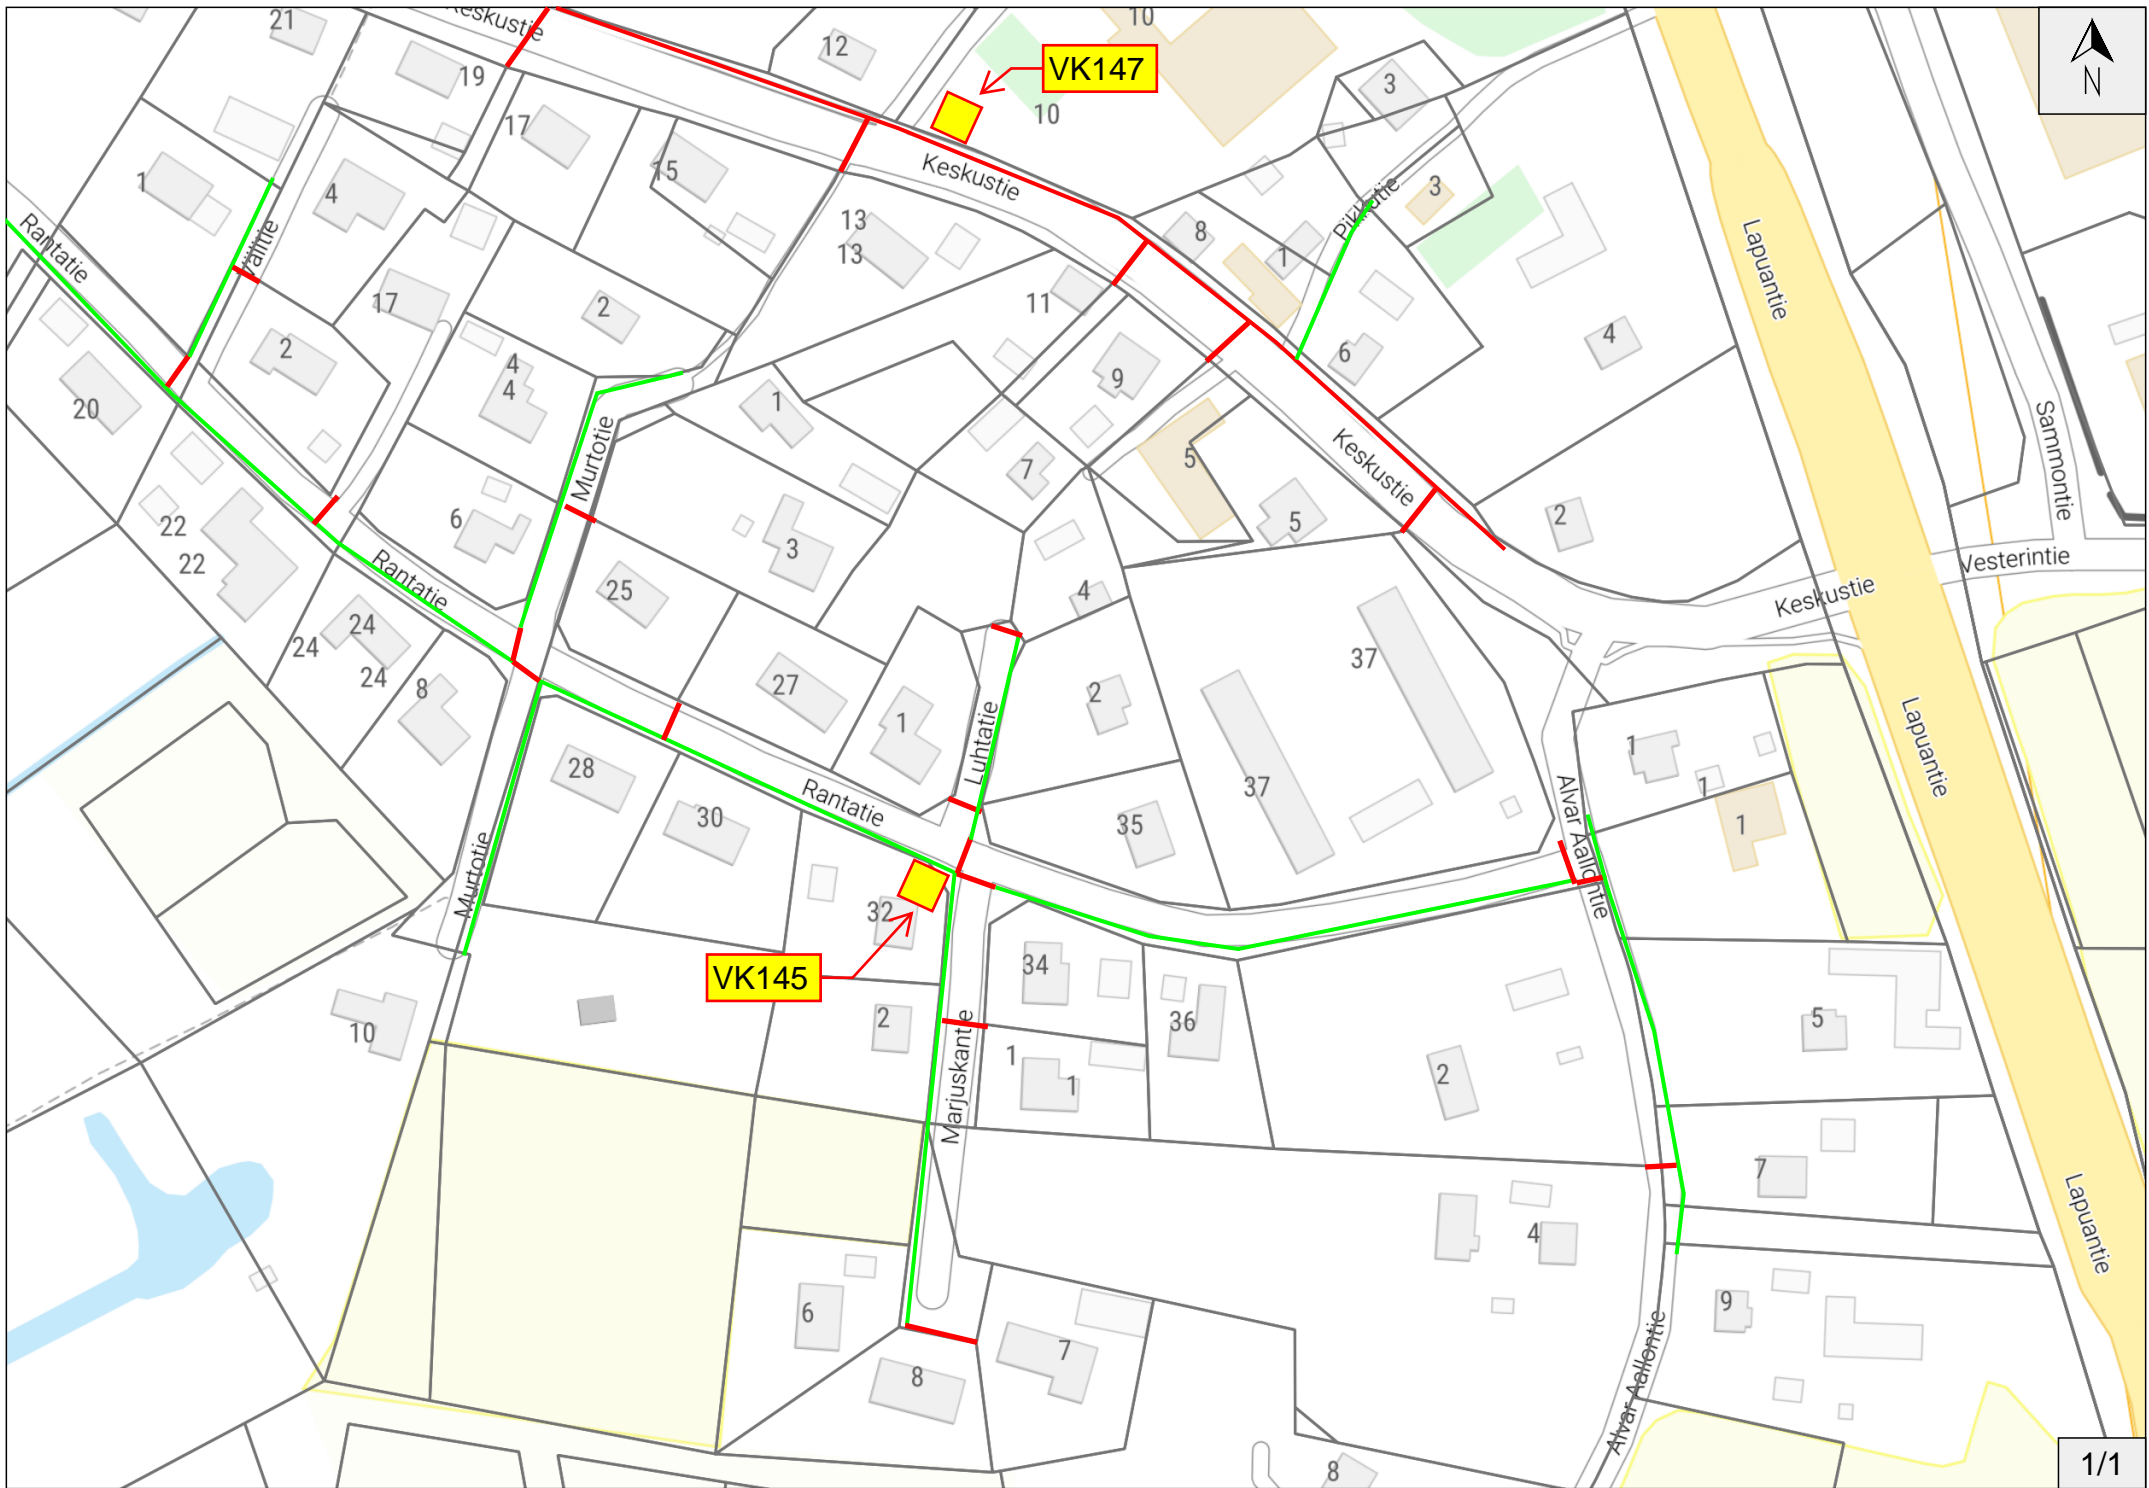 21
Keskustie
12
10
VK147
N
19
17
15
10
3
3
1
4
Keskustie
Pikkutie
13
13
8
1
Rantatie
Välitie
17
2
11
Lapuantie
2
4
4
9
6
4
1
20
Murtotie
7
5
Keskustie
Sammontie
22
6
3
5
2
Vesterintie
22
Rantatie
25
4
Keskustie
24
24
24
8
27
1
2
37
Luhtatie
Lapuantie
28
Rantatie
37
1
1
30
35
Alvar Aallontie
1
Murtotie
32
VK145
34
10
2
36
5
1
1
Marjuskantie
2
7
4
Lapuantie
6
9
7
8
Alvar Aallontie
8
1/1